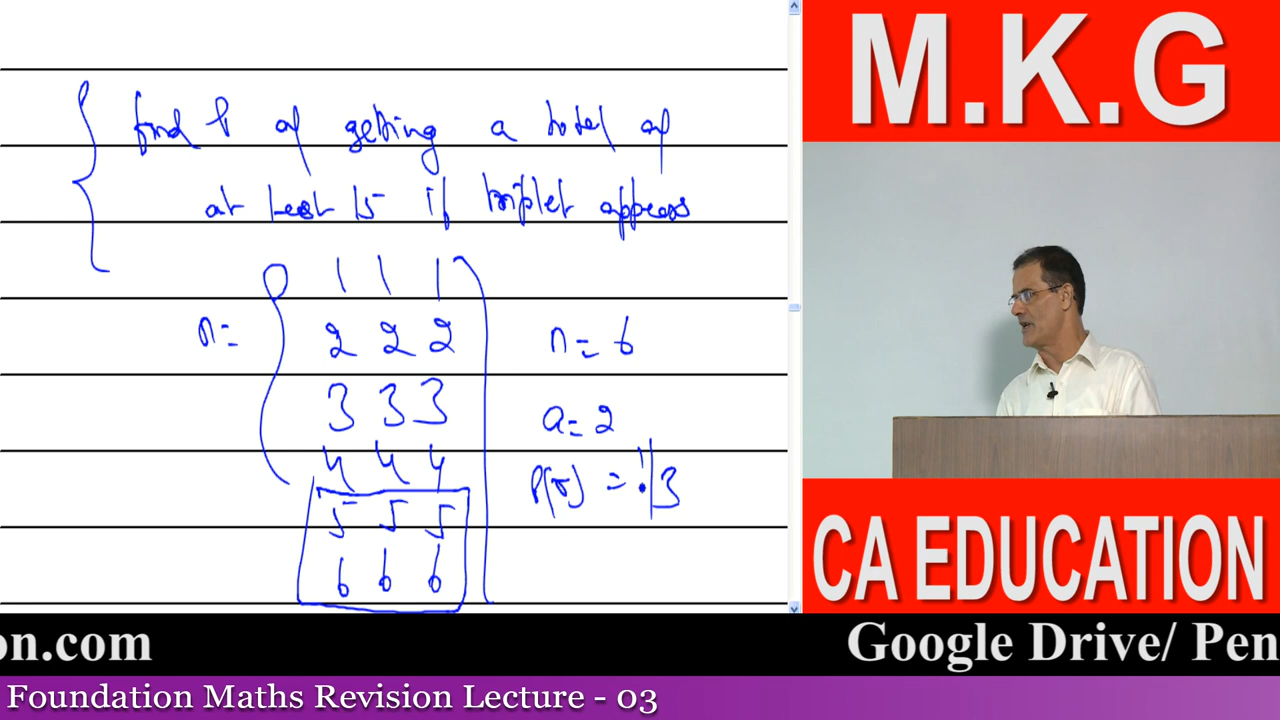 find P of getting a total of
at least 15 if triplet appears
n=
1 1 1
2 2 2
3 3 3
4 4 4
5 5 5
6 6 6
n = 6
a = 2
= 1/3
M.K.G
CA EDUCATION
on.com
Google Drive/ Pen
Foundation Maths Revision Lecture - 03